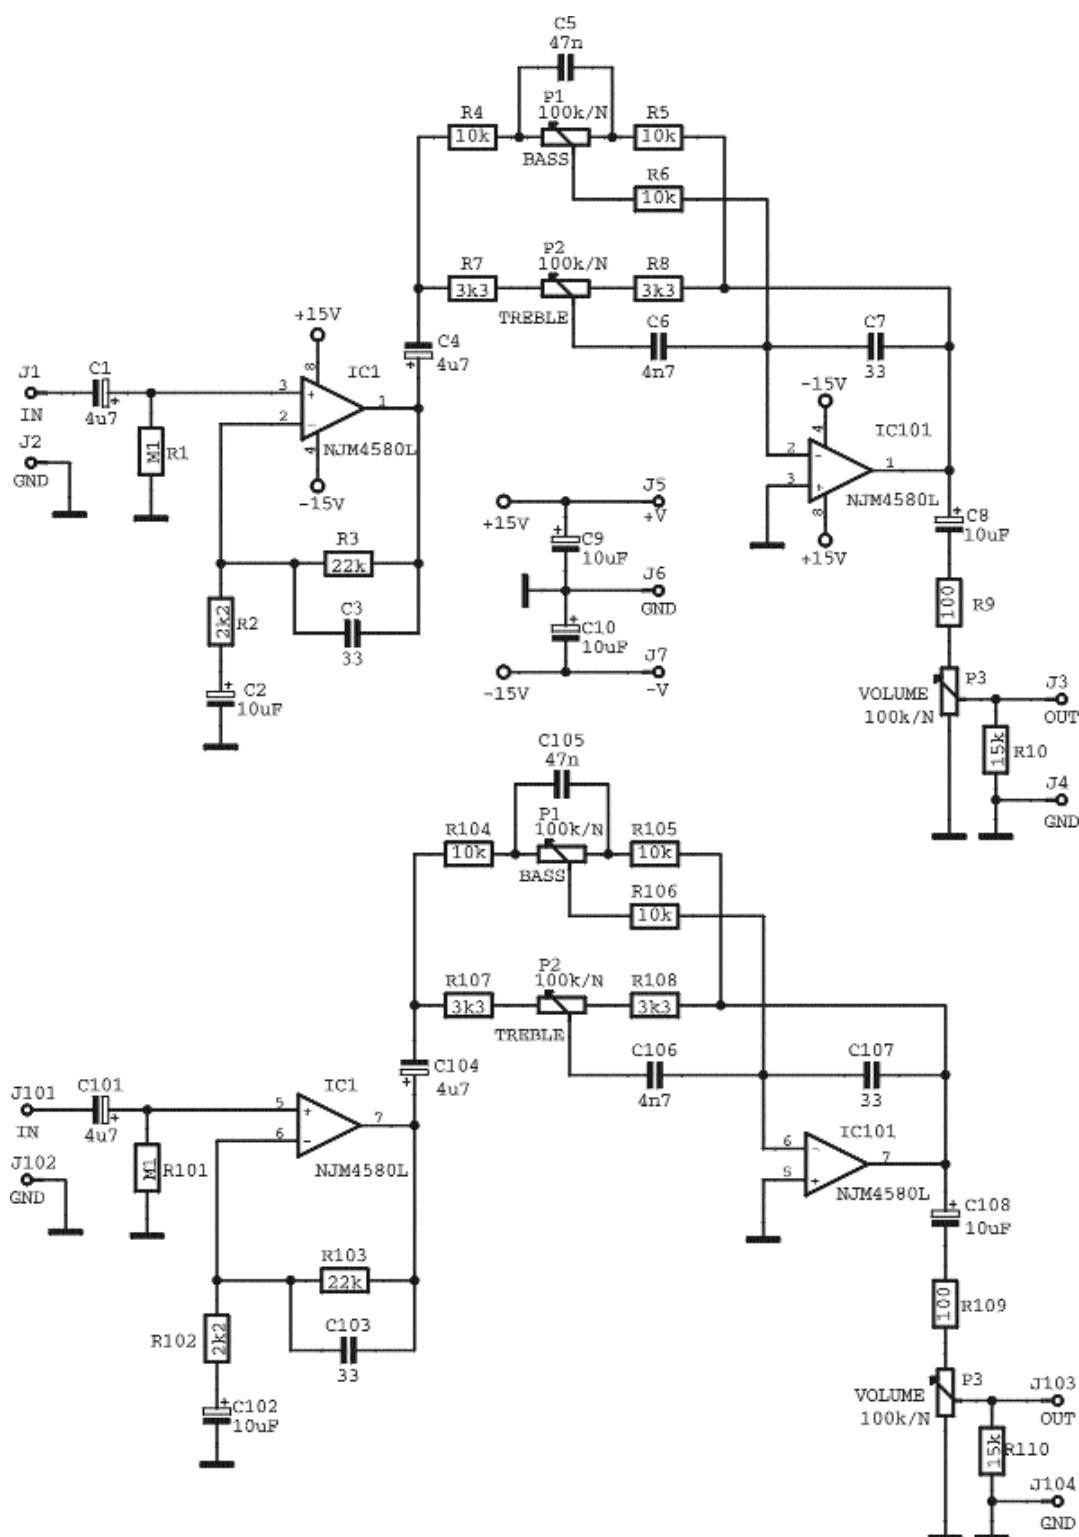 C5
47n
P1
100k/N
R4
10k
R5
10k
BASS
R6
10k
P2
100k/N
R7
3k3
R8
3k3
TREBLE
C6
4n7
C7
33
+15V
C4
4u7
J1
IN
C1
4u7
+
3
2
8
+
-
4
1
IC1
NJM4580L
-15V
J2
GND
M1
R1
-15V
4
2
3
-
+
8
1
IC101
NJM4580L
+15V
R3
22k
C3
33
2k2
R2
+
C2
10uF
+15V
J5
+V
+
C9
10uF
J6
GND
+
C10
10uF
-15V
J7
-V
+
C8
10uF
100
R9
VOLUME
100k/N
P3
J3
OUT
15k
R10
J4
GND
C105
47n
P1
100k/N
R104
10k
R105
10k
BASS
R106
10k
P2
100k/N
R107
3k3
R108
3k3
TREBLE
C106
4n7
C107
33
+
C104
4u7
J101
IN
C101
4u7
+
5
6
+
-
7
IC1
NJM4580L
J102
GND
M1
R101
6
5
-
+
7
IC101
NJM4580L
R103
22k
C103
33
R102
2k2
+
C102
10uF
+
C108
10uF
100
R109
VOLUME
100k/N
P3
J103
OUT
15k
R110
J104
GND